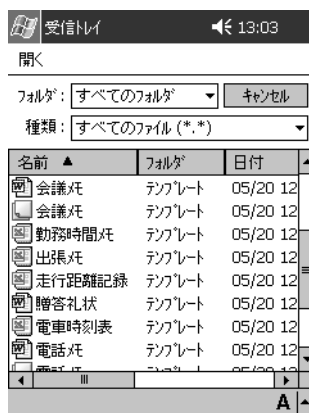 受信トレイ 13:03
開く
フォルダ: すべてのフォルダ キャンセル
種類: すべてのファイル (*.*)
名前 ▲ フォルダ 日付
会議メモ テンプレート 05/20 12
会議メモ テンプレート 05/20 12
勤務時間メモ テンプレート 05/20 12
出張メモ テンプレート 05/20 12
走行距離記録 テンプレート 05/20 12
贈答礼状 テンプレート 05/20 12
電車時刻表 テンプレート 05/20 12
電話メモ テンプレート 05/20 12
A